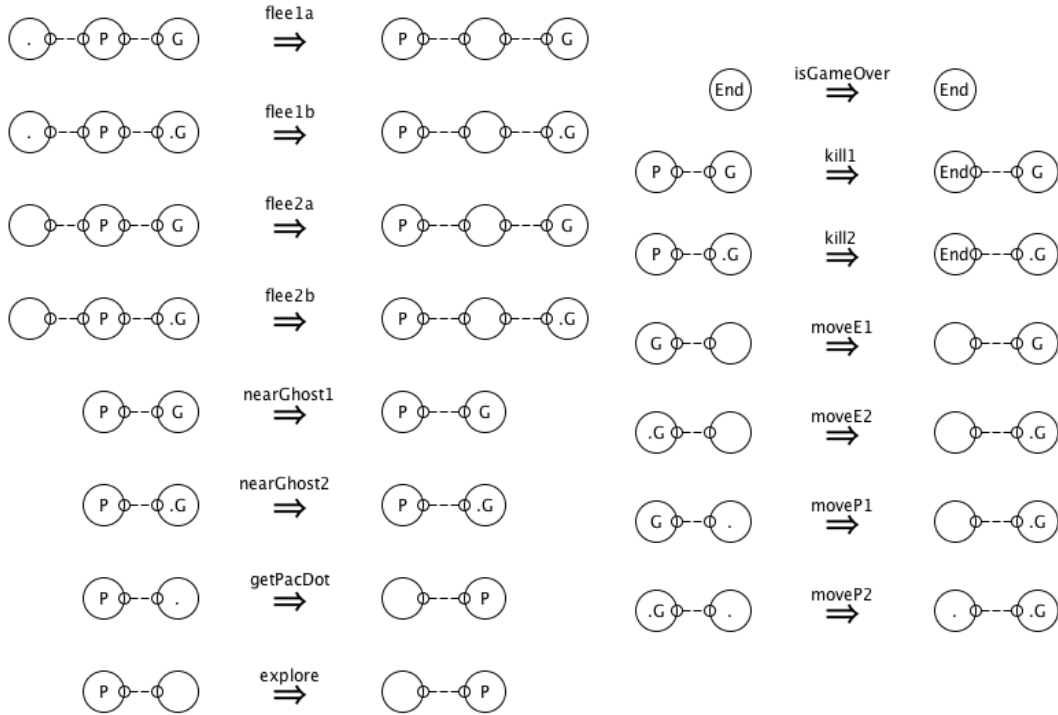 flee1a
. P G ⇒ P G
flee1b
. P .G ⇒ P .G
flee2a
P G ⇒ P G
flee2b
P .G ⇒ P .G
nearGhost1
P G ⇒ P G
nearGhost2
P .G ⇒ P .G
getPacDot
P . ⇒ P
explore
P ⇒ P
isGameOver
End ⇒ End
kill1
P G ⇒ End G
kill2
P .G ⇒ End .G
moveE1
G ⇒ G
moveE2
.G ⇒ .G
moveP1
G . ⇒ .G
moveP2
.G . ⇒ . .G